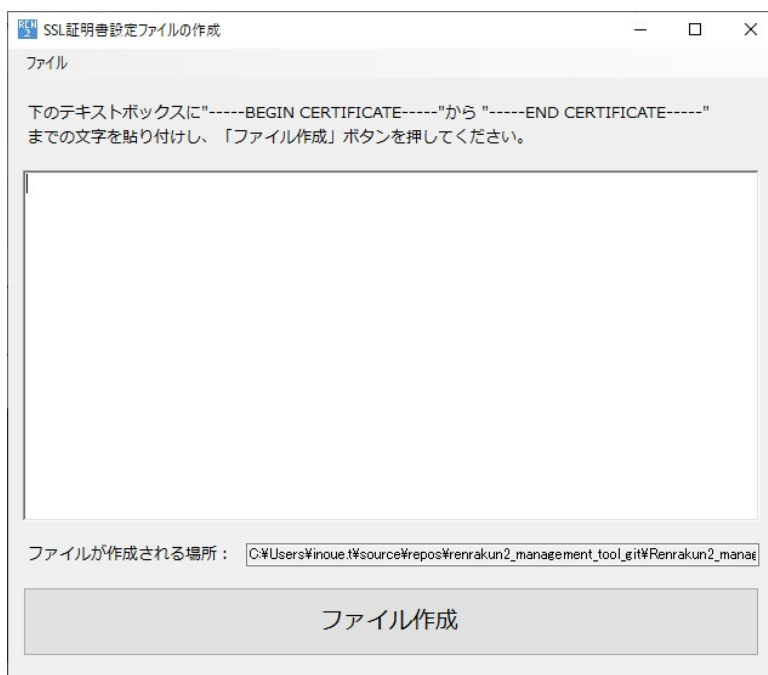 REN
2
SSL証明書設定ファイルの作成
ファイル
下のテキストボックスに"-----BEGIN CERTIFICATE-----"から "-----END CERTIFICATE-----"
までの文字を貼り付けし、「ファイル作成」ボタンを押してください。
ファイルが作成される場所： C:¥Users¥inoue.t¥source¥repos¥renrakun2_management_tool_git¥Renrakun2_manag
ファイル作成